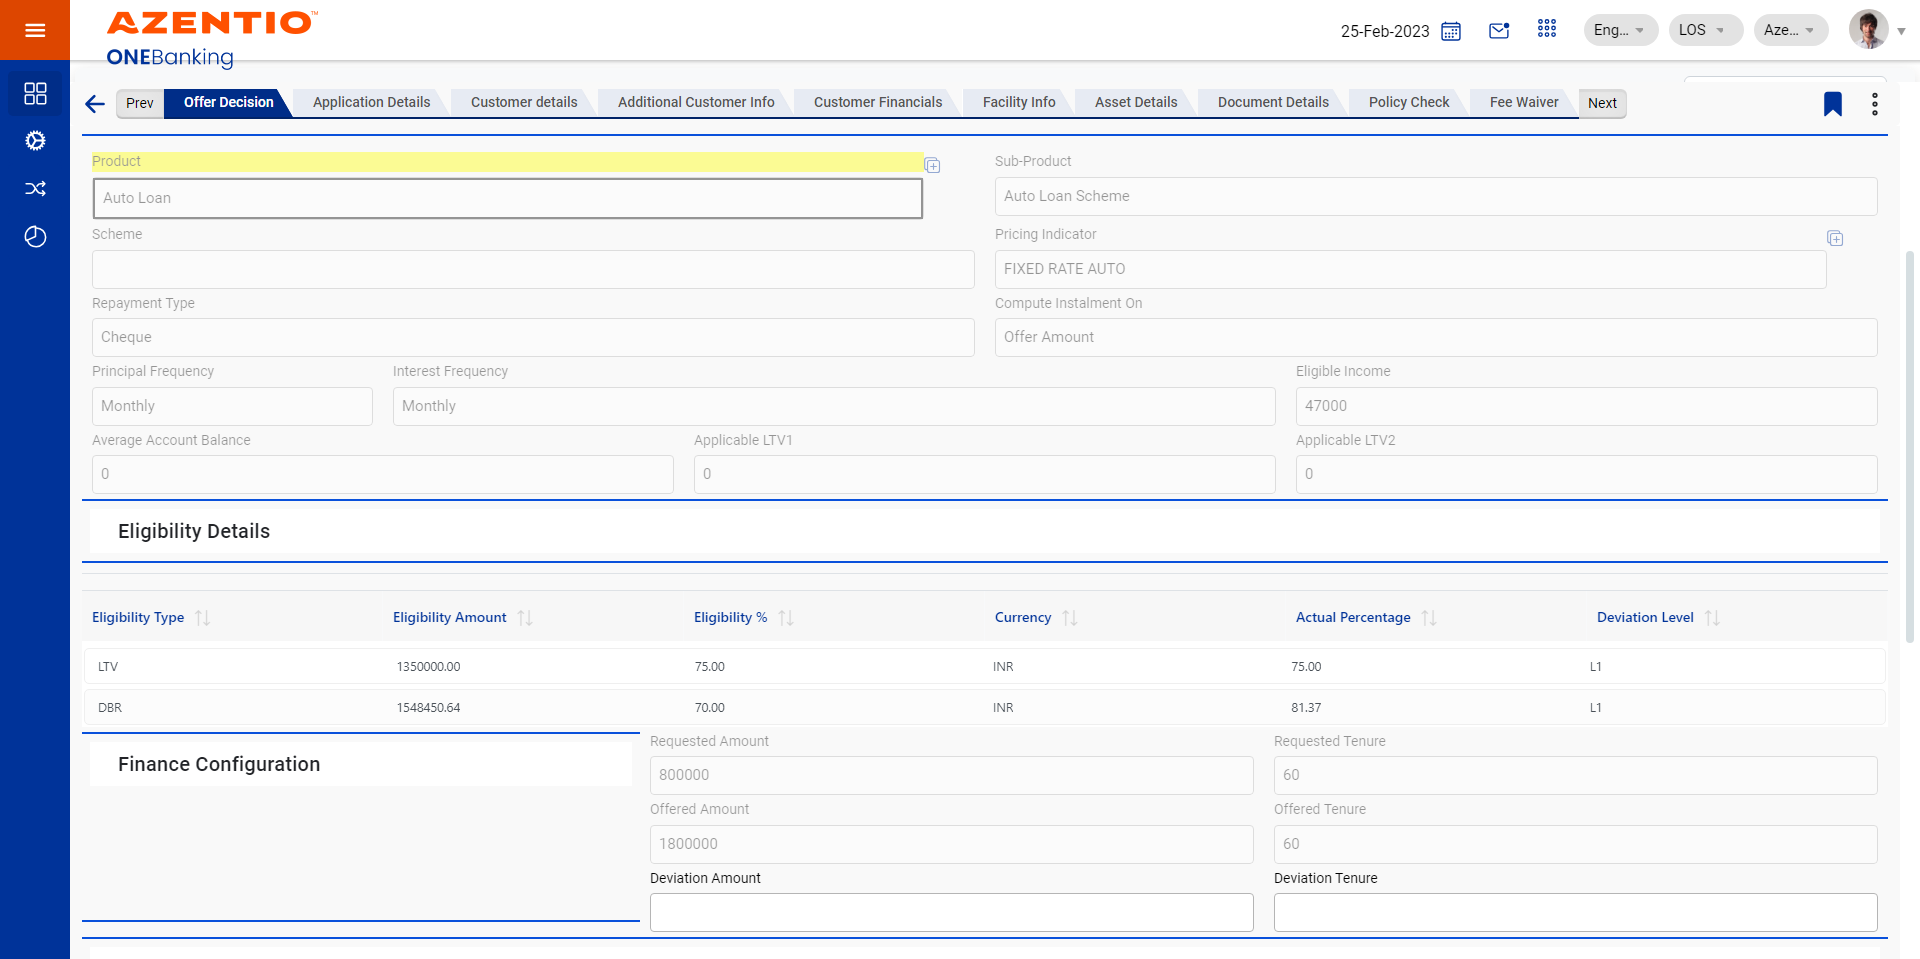 AZENTIO™
ONEBanking
25-Feb-2023
Eng...
LOS
Aze...
Prev
Offer Decision
Application Details
Customer details
Additional Customer Info
Customer Financials
Facility Info
Asset Details
Document Details
Policy Check
Fee Waiver
Next
Product
Sub-Product
Auto Loan
Auto Loan Scheme
Scheme
Pricing Indicator
FIXED RATE AUTO
Repayment Type
Compute Instalment On
Cheque
Offer Amount
Principal Frequency
Interest Frequency
Eligible Income
Monthly
Monthly
47000
Average Account Balance
Applicable LTV1
Applicable LTV2
0
0
0
Eligibility Details
Eligibility Type
Eligibility Amount
Eligibility %
Currency
Actual Percentage
Deviation Level
LTV
1350000.00
75.00
INR
75.00
L1
DBR
1548450.64
70.00
INR
81.37
L1
Finance Configuration
Requested Amount
Requested Tenure
800000
60
Offered Amount
Offered Tenure
1800000
60
Deviation Amount
Deviation Tenure